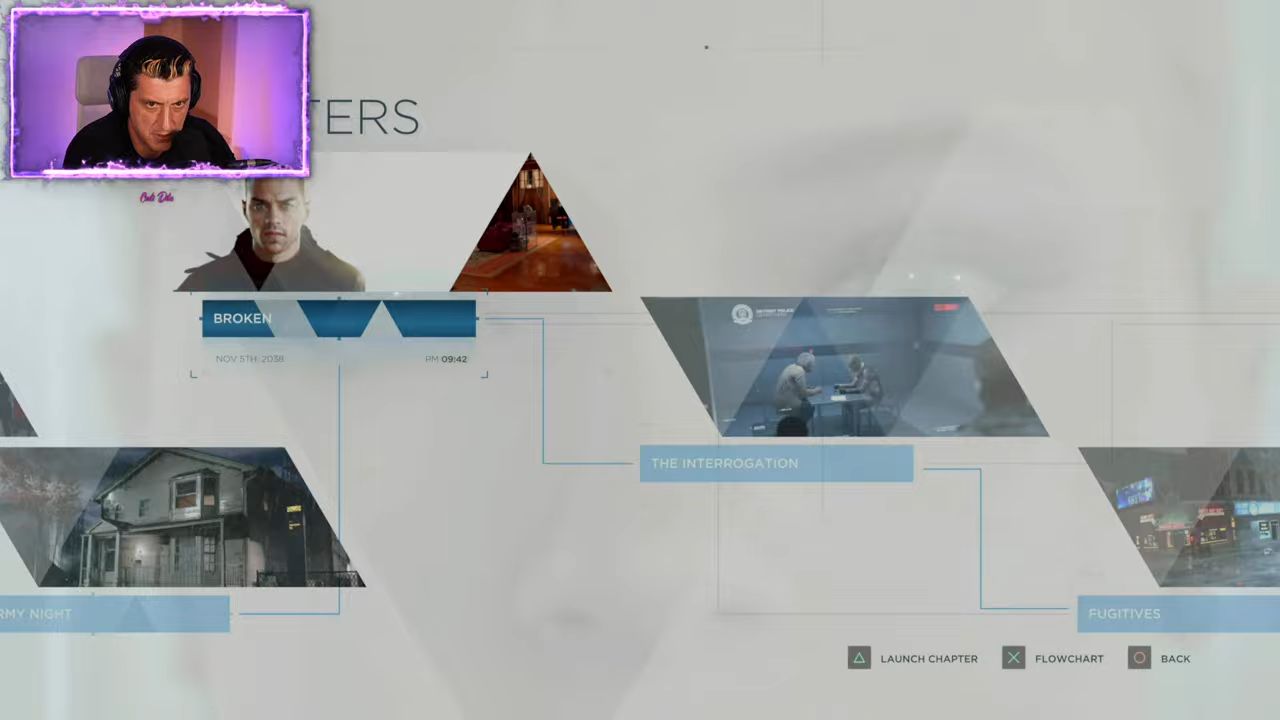 TERS
BROKEN
NOV 5TH, 2038 PM 09:42
THE INTERROGATION
RMY NIGHT
FUGITIVES
LAUNCH CHAPTER FLOWCHART BACK